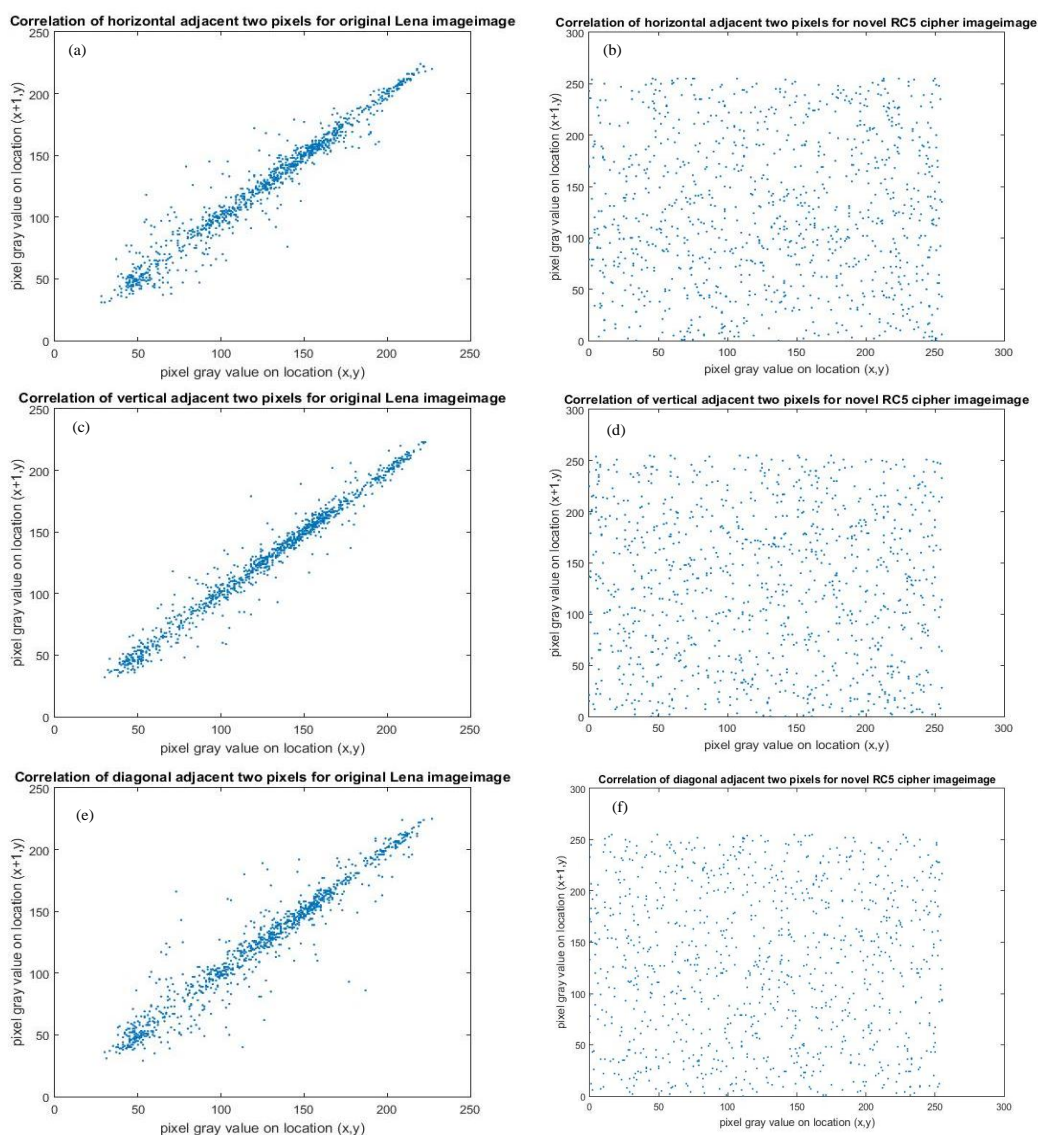 Correlation of horizontal adjacent two pixels for original Lena imageimage
(a)
250
200
150
100
50
0
pixel gray value on location (x+1,y)
0 50 100 150 200 250
pixel gray value on location (x,y)
Correlation of horizontal adjacent two pixels for novel RC5 cipher imageimage
(b)
300
250
200
150
100
50
0
pixel gray value on location (x+1,y)
0 50 100 150 200 250 300
pixel gray value on location (x,y)
Correlation of vertical adjacent two pixels for original Lena imageimage
(c)
250
200
150
100
50
0
pixel gray value on location (x+1,y)
0 50 100 150 200 250
pixel gray value on location (x,y)
Correlation of vertical adjacent two pixels for novel RC5 cipher imageimage
(d)
300
250
200
150
100
50
0
pixel gray value on location (x+1,y)
0 50 100 150 200 250 300
pixel gray value on location (x,y)
Correlation of diagonal adjacent two pixels for original Lena imageimage
(e)
250
200
150
100
50
0
pixel gray value on location (x+1,y)
0 50 100 150 200 250
pixel gray value on location (x,y)
Correlation of diagonal adjacent two pixels for novel RC5 cipher imageimage
(f)
300
250
200
150
100
50
0
pixel gray value on location (x+1,y)
0 50 100 150 200 250 300
pixel gray value on location (x,y)